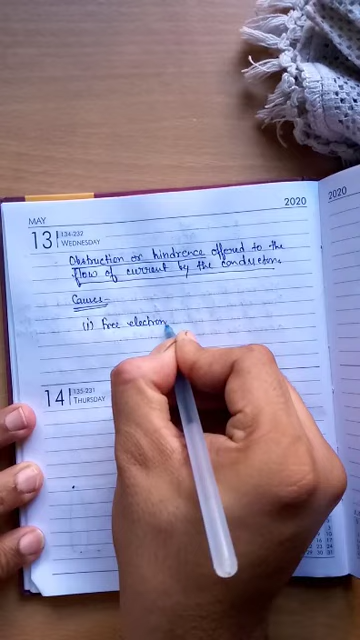 MAY
2020
2020
13 134-232
WEDNESDAY
Obstruction or hindrence offered to the
flow of current by the conductor.
Causes-
(i) Free electron
14 135-231
THURSDAY